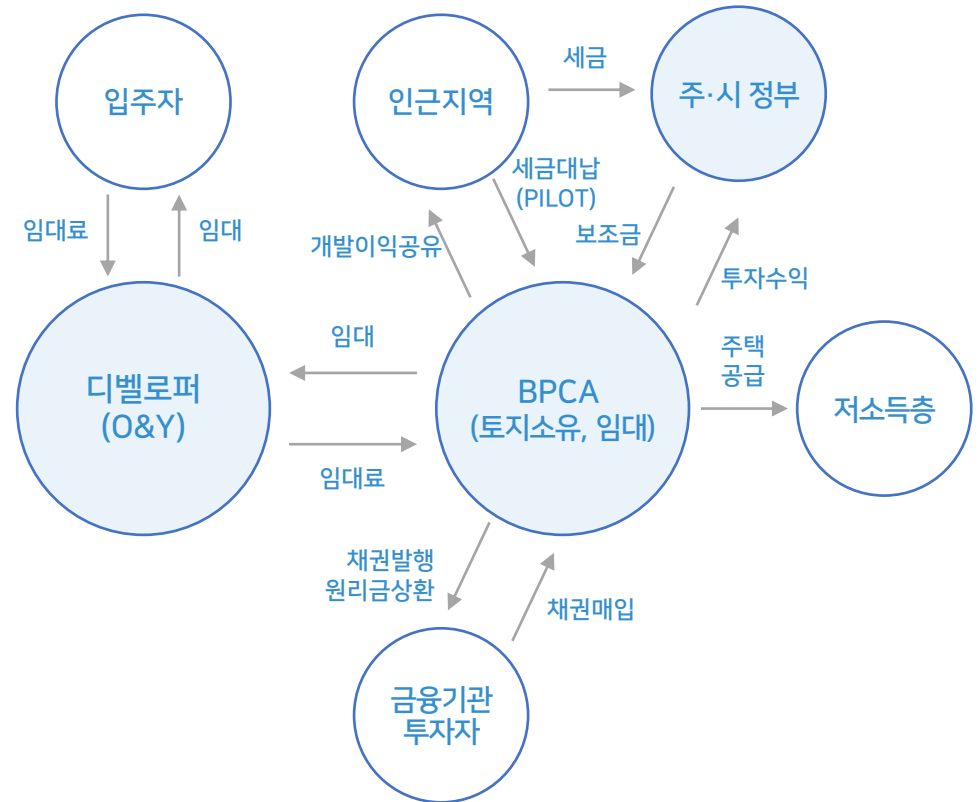 입주자
인근지역
세금
주·시 정부
세금대납
(PILOT)
임대료
임대
개발이익공유
보조금
투자수익
디벨로퍼
(O&Y)
임대
임대료
BPCA
(토지소유, 임대)
주택
공급
저소득층
채권발행
원리금상환
채권매입
금융기관
투자자